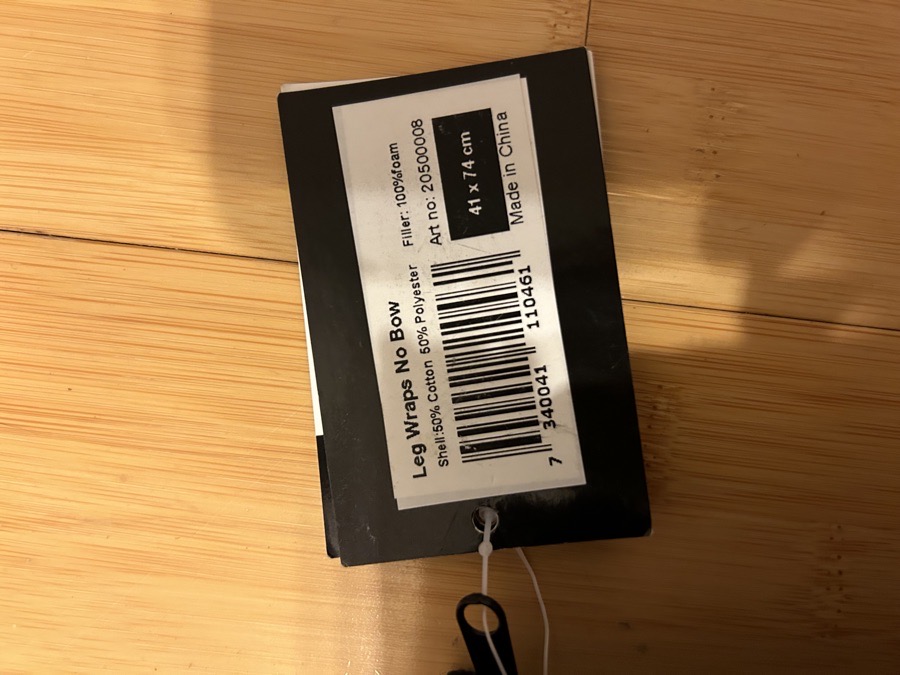 Leg Wraps No Bow
Shell:50% Cotton 50% Polyester Filler: 100%foam
Art no: 20500008
41 x 74 cm
Made in China
7 340041 110461